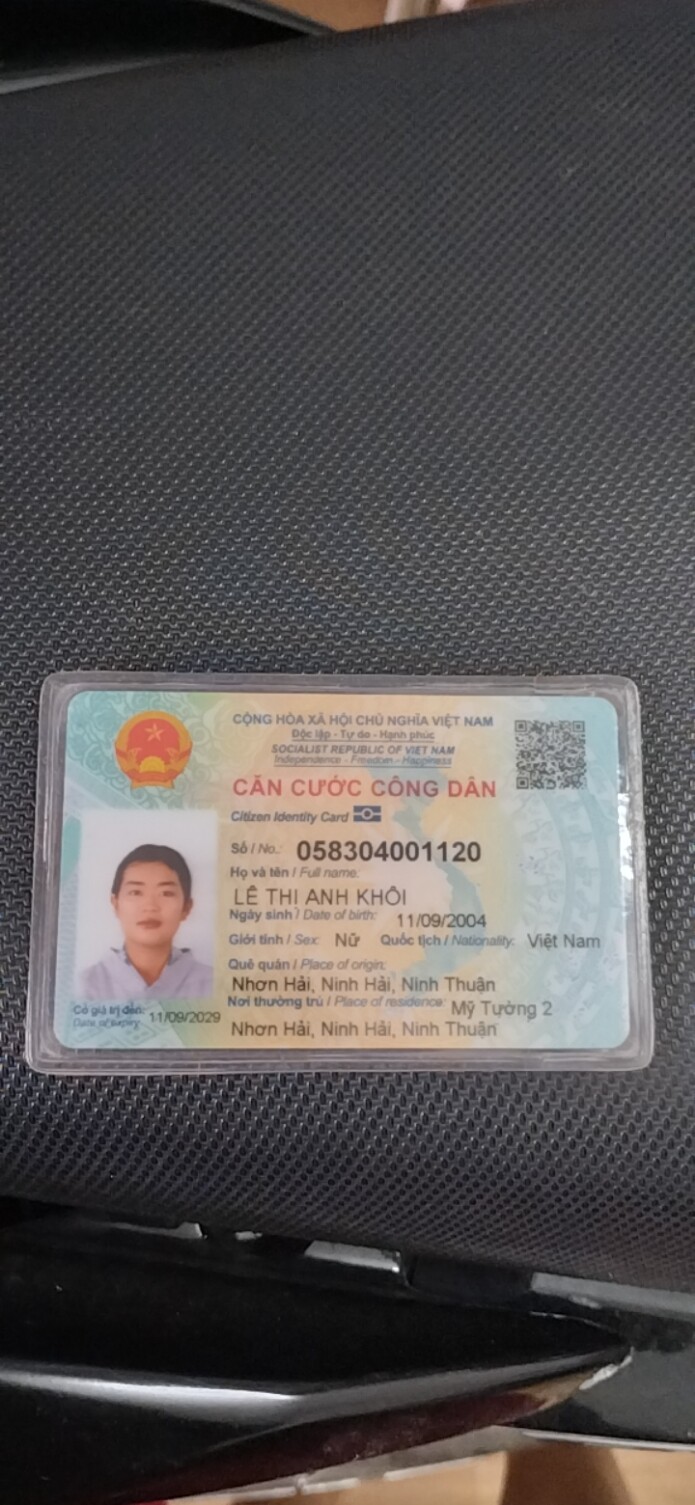 CỘNG HÒA XÃ HỘI CHỦ NGHĨA VIỆT NAM
Độc lập - Tự do - Hạnh phúc
SOCIALIST REPUBLIC OF VIET NAM
Independence - Freedom - Happiness
CĂN CƯỚC CÔNG DÂN
Citizen Identity Card
Số / No.: 058304001120
Họ và tên / Full name:
LÊ THỊ ANH KHÔI
Ngày sinh / Date of birth: 11/09/2004
Giới tính / Sex: Nữ Quốc tịch / Nationality: Việt Nam
Quê quán / Place of origin:
Nhơn Hải, Ninh Hải, Ninh Thuận
Nơi thường trú / Place of residence: Mỹ Tường 2
Nhơn Hải, Ninh Hải, Ninh Thuận
Có giá trị đến: 11/09/2029
Date of expiry